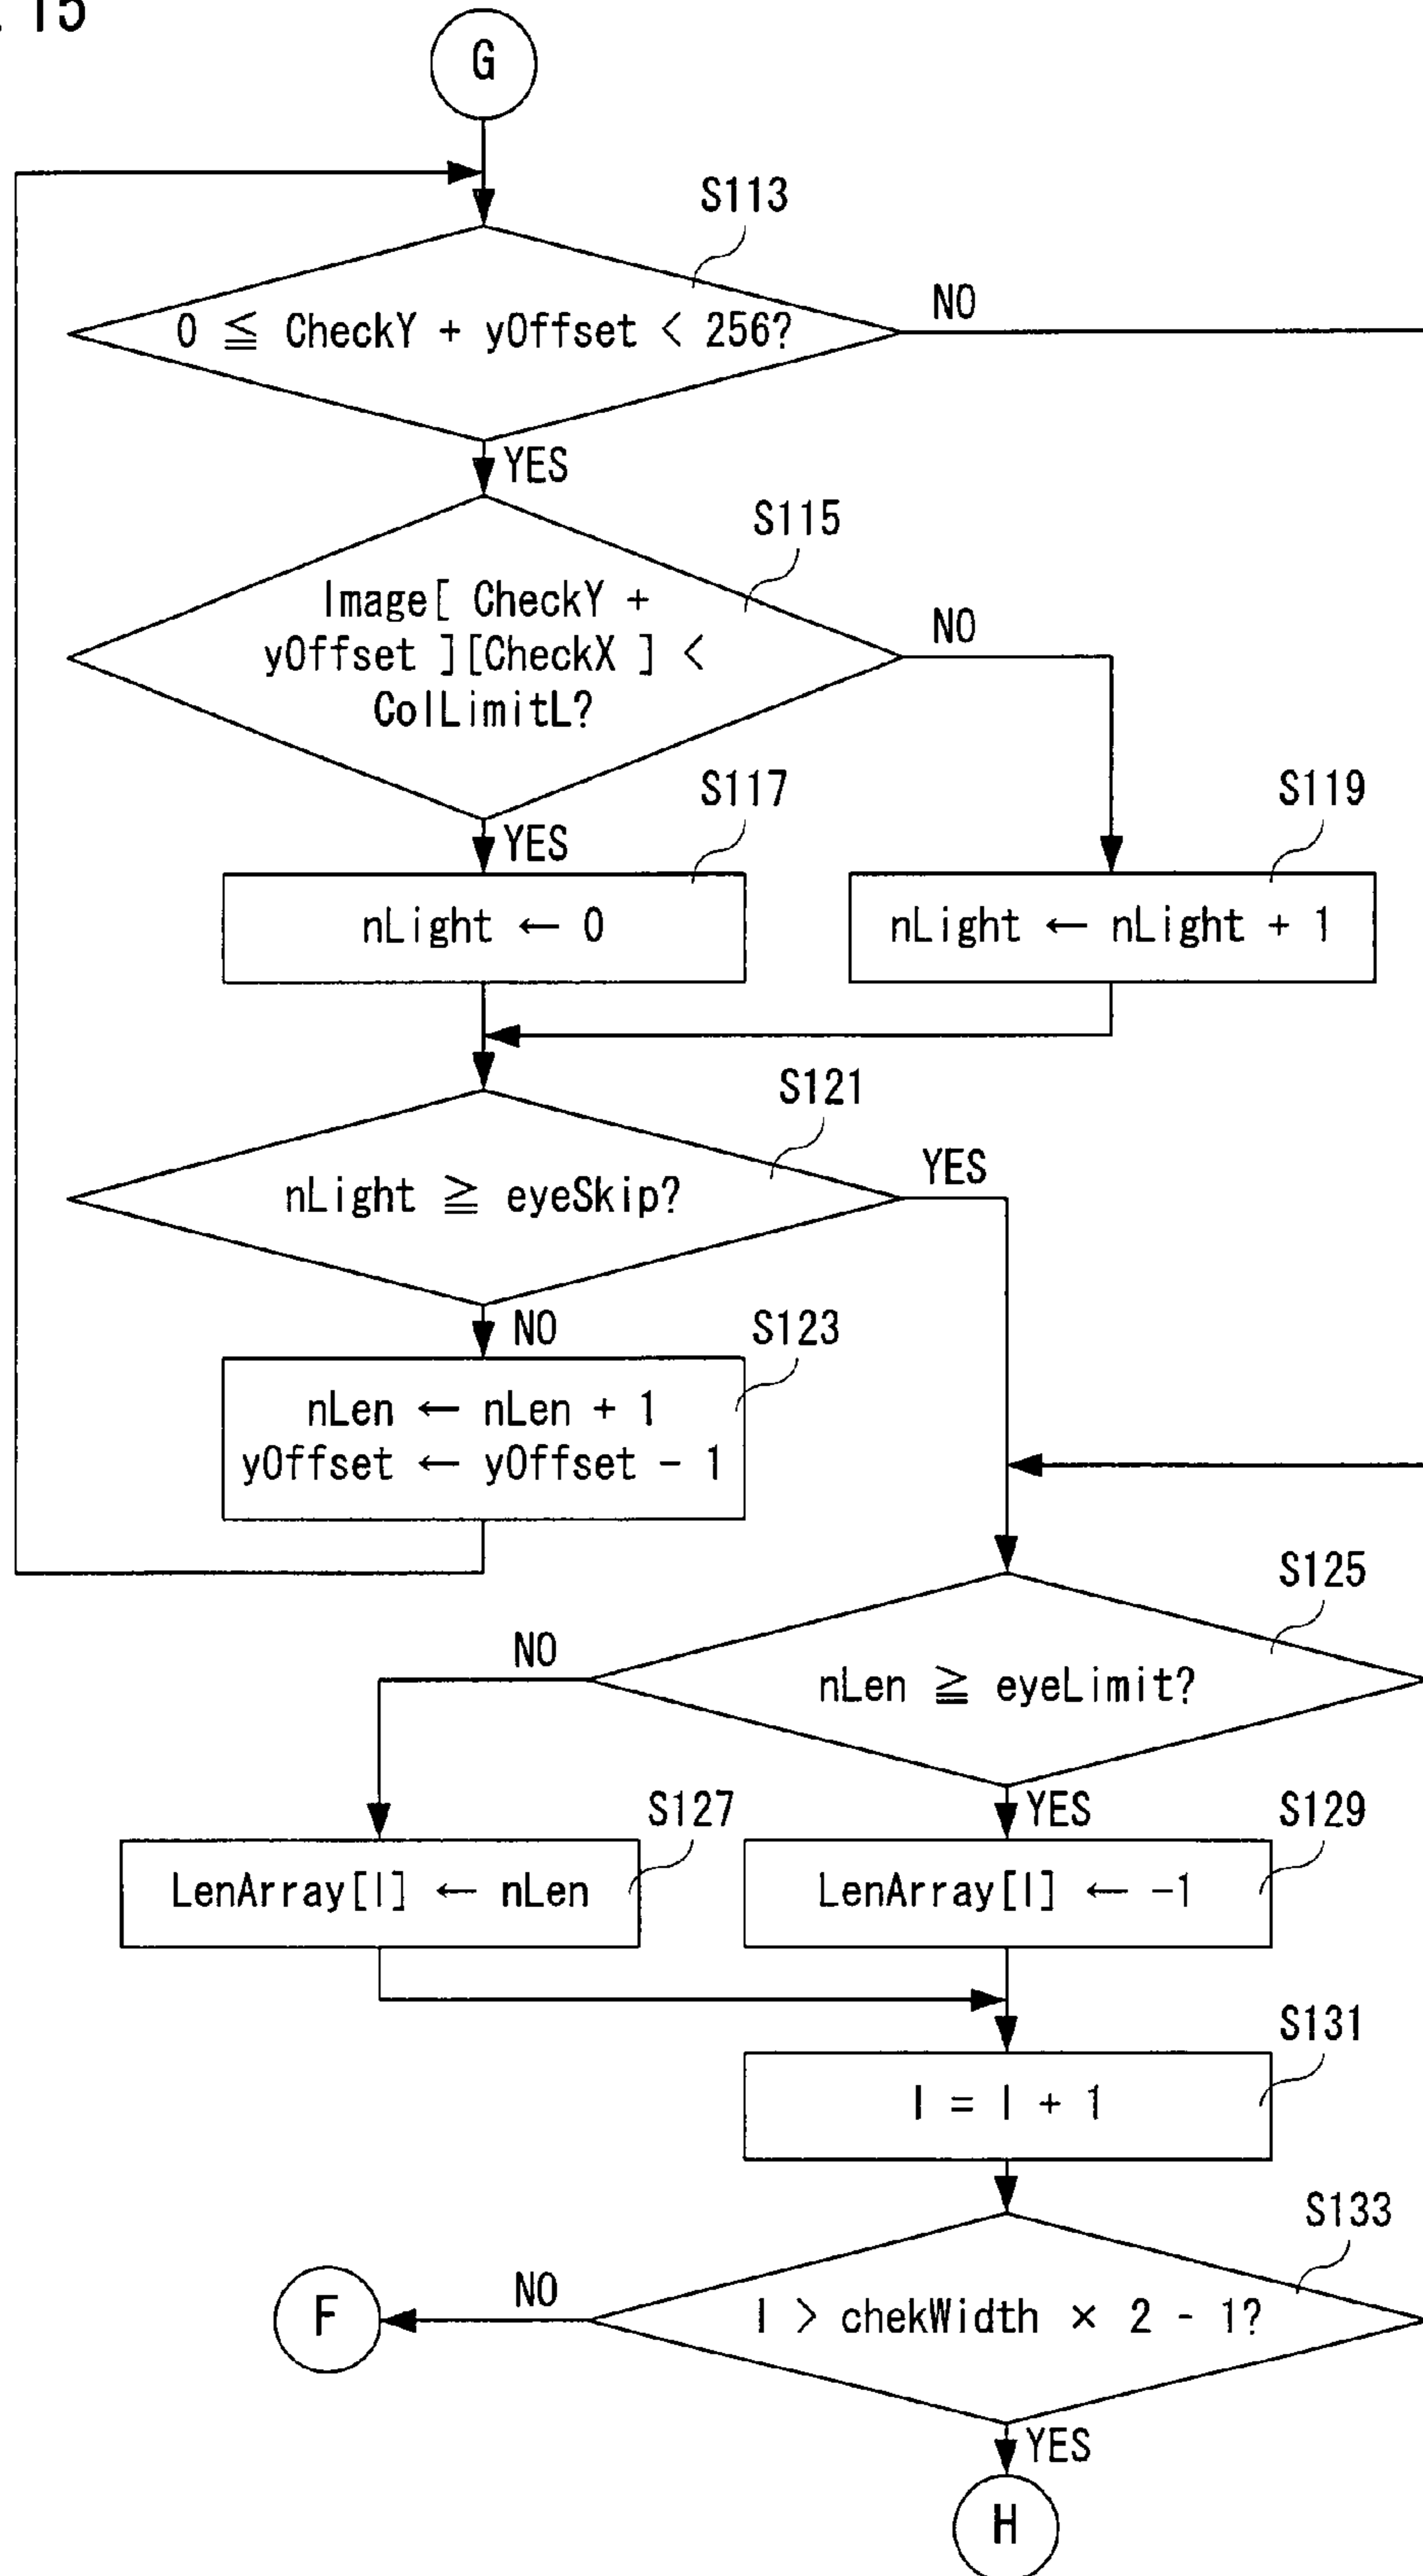 15
G
S113
0 ≦ CheckY + yOffset < 256?
NO
YES
S115
Image[ CheckY +
yOffset ][CheckX ] <
ColLimitL?
NO
YES
S117
nLight ← 0
S119
nLight ← nLight + 1
S121
nLight ≧ eyeSkip?
YES
NO
S123
nLen ← nLen + 1
yOffset ← yOffset - 1
S125
nLen ≧ eyeLimit?
NO
YES
S127
LenArray[I] ← nLen
S129
LenArray[I] ← -1
S131
I = I + 1
S133
I > chekWidth × 2 - 1?
NO
F
YES
H